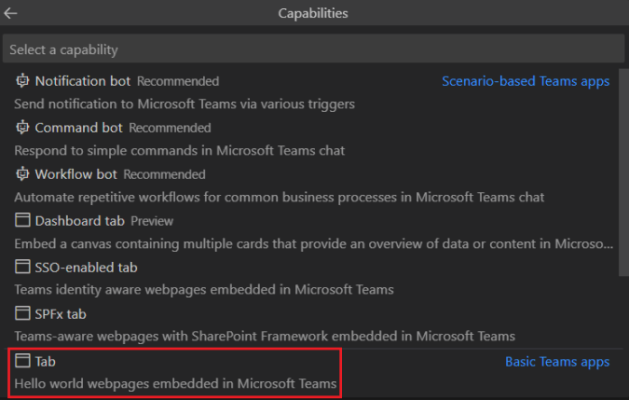 Capabilities
Select a capability
Notification bot Recommended Scenario-based Teams apps
Send notification to Microsoft Teams via various triggers
Command bot Recommended
Respond to simple commands in Microsoft Teams chat
Workflow bot Recommended
Automate repetitive workflows for common business processes in Microsoft Teams chat
Dashboard tab Preview
Embed a canvas containing multiple cards that provide an overview of data or content in Microso...
SSO-enabled tab
Teams identity aware webpages embedded in Microsoft Teams
SPFx tab
Teams-aware webpages with SharePoint Framework embedded in Microsoft Teams
Tab Basic Teams apps
Hello world webpages embedded in Microsoft Teams